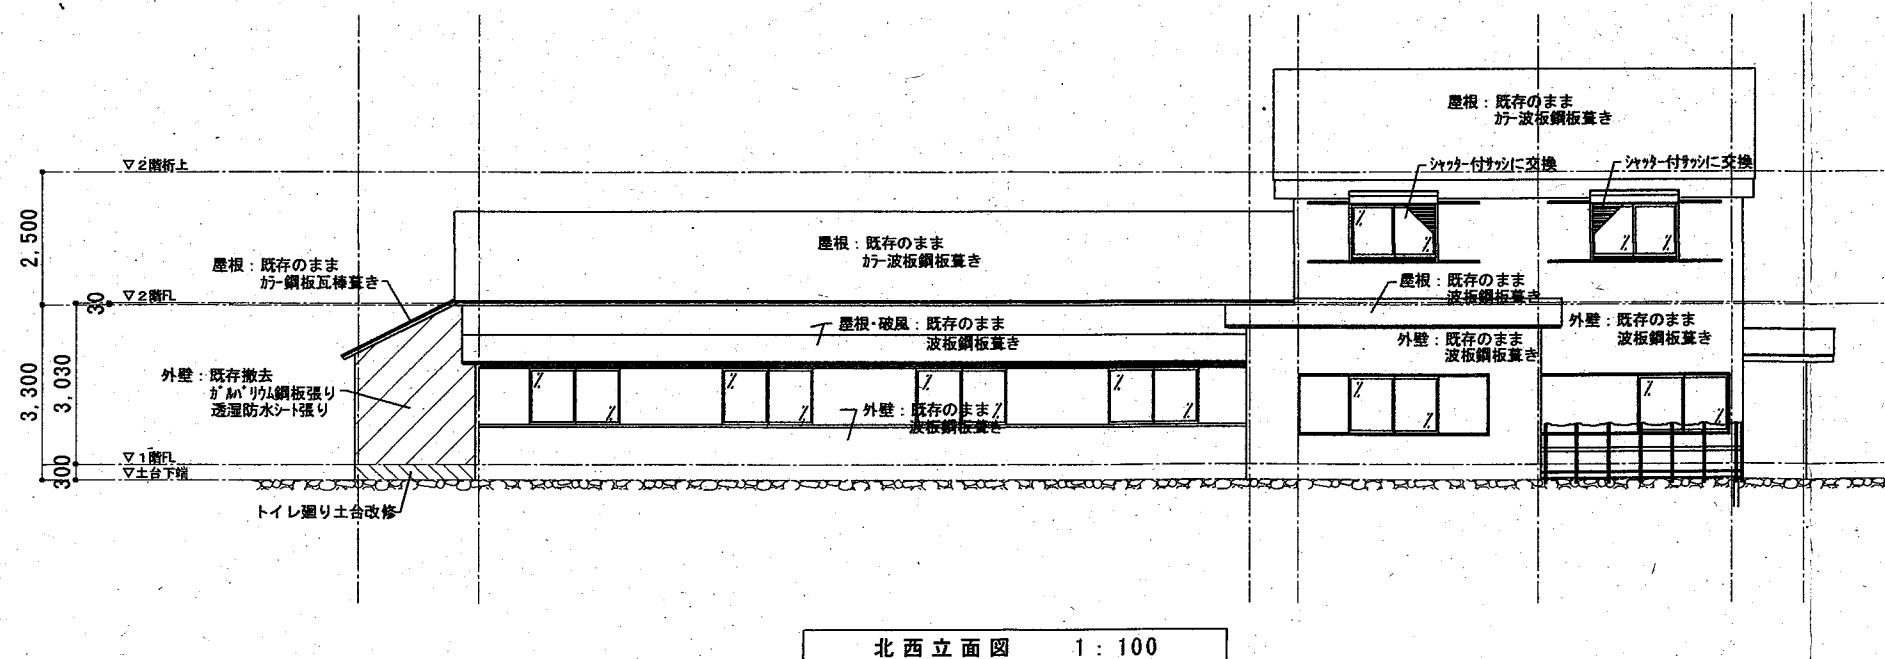 屋根：既存のまま
ｶﾗｰ波板鋼板葺き
▽2階桁上
ｼｬｯﾀｰ付ｻｯｼに交換
ｼｬｯﾀｰ付ｻｯｼに交換
2,500
屋根：既存のまま
ｶﾗｰ波板鋼板葺き
屋根：既存のまま
ｶﾗｰ鋼板瓦棒葺き
屋根：既存のまま
波板鋼板葺き
30
▽2階FL
屋根・破風：既存のまま
波板鋼板葺き
外壁：既存のまま
波板鋼板葺き
外壁：既存のまま
波板鋼板葺き
3,300
3,030
外壁：既存撤去
ｶﾞﾙﾊﾞﾘｳﾑ鋼板張り
透湿防水ｼｰﾄ張り
外壁：既存のまま
波板鋼板葺き
▽1階FL
300
▽土台下端
トイレ廻り土台改修
北西立面図 1：100